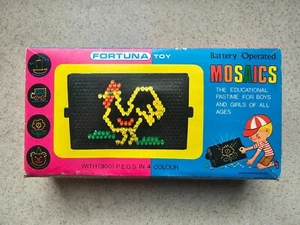 FORTUNA TOY
Battery Operated
MOSAICS
THE EDUCATIONAL
PASTIME FOR BOYS
AND GIRLS OF ALL
AGES
WITH (300) PEGS IN 4 COLOUR